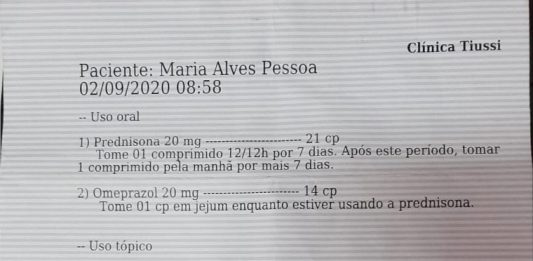 Clínica Tiussi
Paciente: Maria Alves Pessoa
02/09/2020 08:58
-- Uso oral
1) Prednisona 20 mg ------------------------ 21 cp
Tome 01 comprimido 12/12h por 7 dias. Após este período, tomar
1 comprimido pela manhã por mais 7 dias.
2) Omeprazol 20 mg ------------------------ 14 cp
Tome 01 cp em jejum enquanto estiver usando a prednisona.
-- Uso tópico